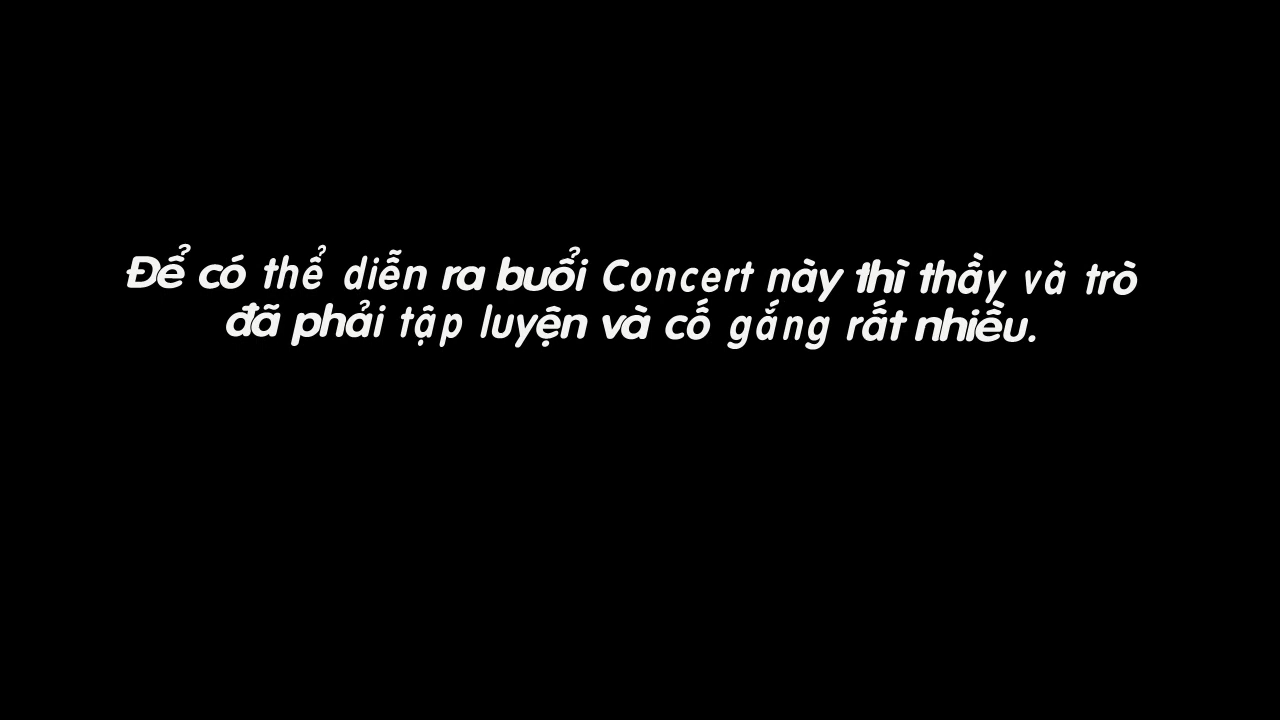 Để có thể diễn ra buổi Concert này thì thầy và trò
đã phải tập luyện và cố gắng rất nhiều.